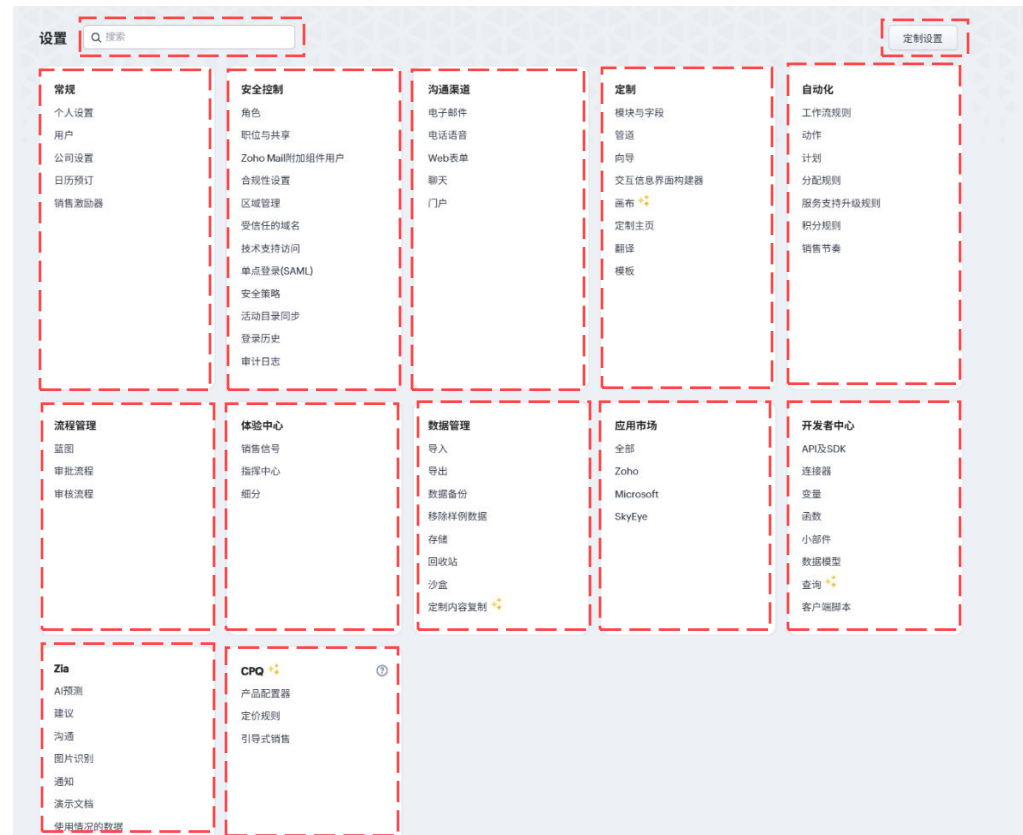 设置
搜索
定制设置
常规
个人设置
用户
公司设置
日历预订
销售激励器
安全控制
角色
职位与共享
Zoho Mail附加组件用户
合规性设置
区域管理
受信任的域名
技术支持访问
单点登录(SAML)
安全策略
活动目录同步
登录历史
审计日志
沟通渠道
电子邮件
电话语音
Web表单
聊天
门户
定制
模块与字段
管道
向导
交互信息界面构建器
画布
定制主页
翻译
模板
自动化
工作流规则
动作
计划
分配规则
服务支持升级规则
积分规则
销售节奏
流程管理
蓝图
审批流程
审核流程
体验中心
销售信号
指挥中心
细分
数据管理
导入
导出
数据备份
移除样例数据
存储
回收站
沙盒
定制内容复制
应用市场
全部
Zoho
Microsoft
SkyEye
开发者中心
API及SDK
连接器
变量
函数
小部件
数据模型
查询
客户端脚本
Zia
AI预测
建议
沟通
图片识别
通知
演示文档
使用情况的数据
CPQ
产品配置器
定价规则
引导式销售